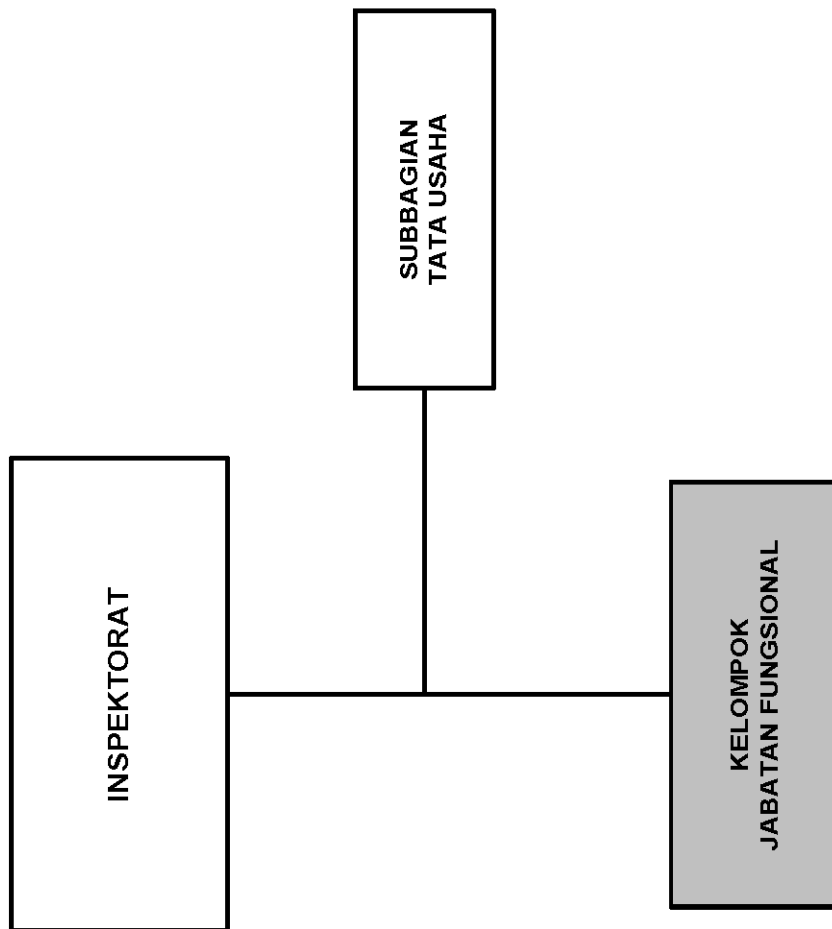 INSPEKTORAT
SUBBAGIAN
TATA USAHA
KELOMPOK
JABATAN FUNGSIONAL